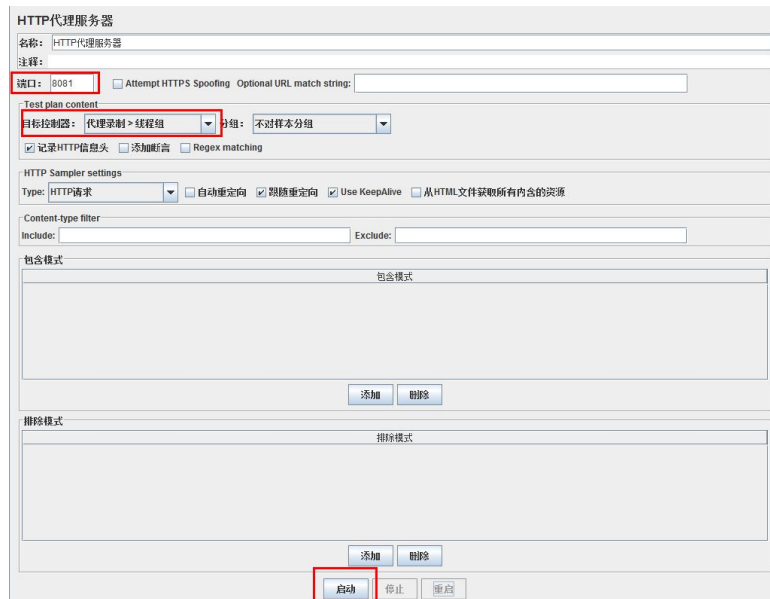 HTTP代理服务器
名称： HTTP代理服务器
注释：
端口： 8081 Attempt HTTPS Spoofing Optional URL match string:
Test plan content
目标控制器： 代理录制 > 线程组 分组： 不对样本分组
记录HTTP信息头 添加断言 Regex matching
HTTP Sampler settings
Type: HTTP请求 自动重定向 跟随重定向 Use KeepAlive 从HTML文件获取所有内含的资源
Content-type filter
Include: Exclude:
包含模式
包含模式
添加 删除
排除模式
排除模式
添加 删除
启动 停止 重启